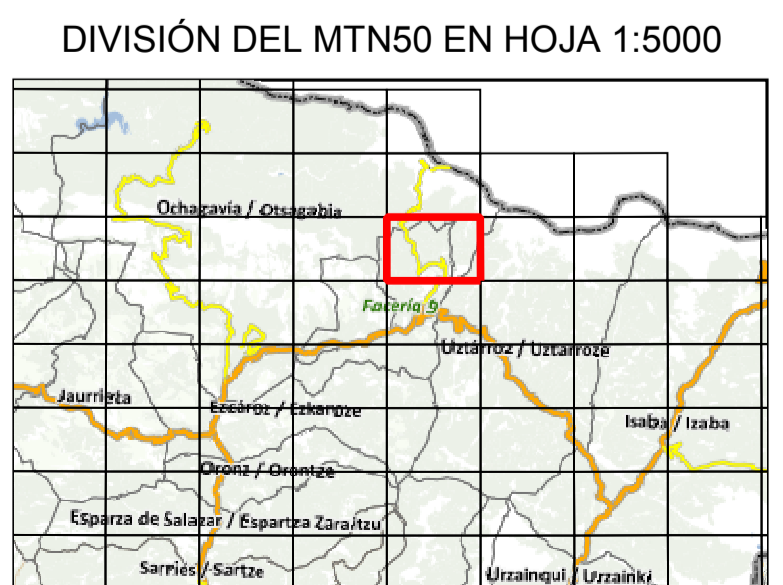 DIVISIÓN DEL MTN50 EN HOJA 1:5000
Ochagavía / Otsagabia
Facería 9
Uztárroz / Uztarroze
Jaurrieta
Ezcároz / Ezkaroze
Isaba / Izaba
Oronz / Orontze
Esparza de Salazar / Espartza Zaraitzu
Sarriés / Sartze
Urzainqui / Urzainki